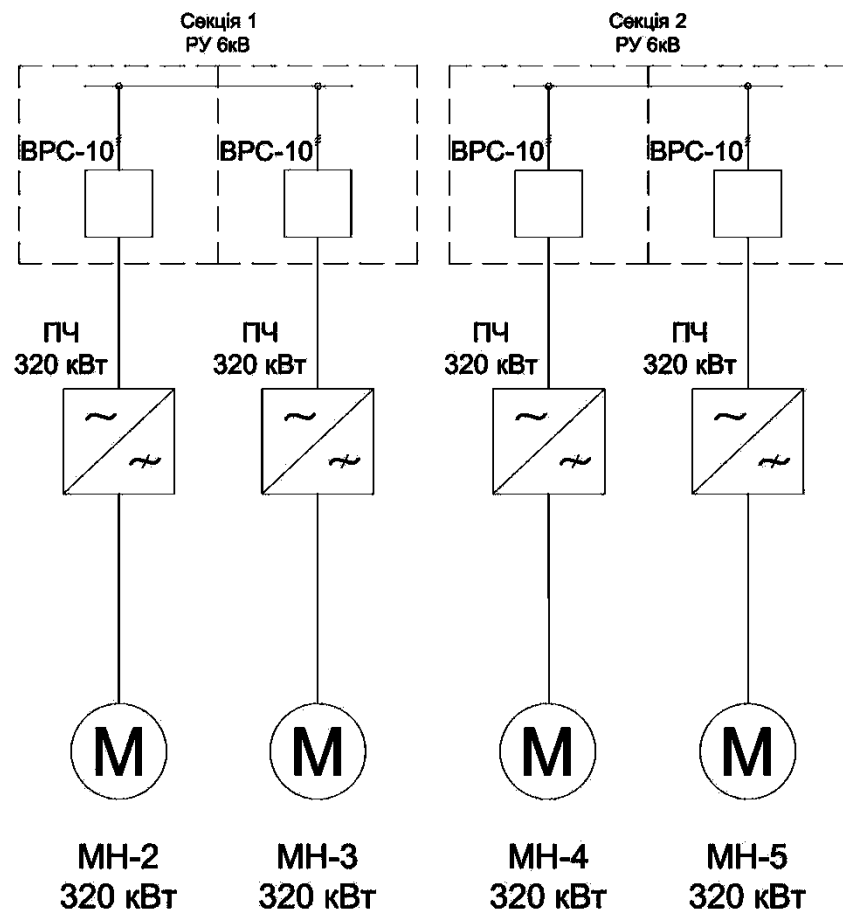 Секція 1
РУ 6кВ
Секція 2
РУ 6кВ
ВРС-10
ВРС-10
ВРС-10
ВРС-10
ПЧ
320 кВт
ПЧ
320 кВт
ПЧ
320 кВт
ПЧ
320 кВт
~
~
~
~
~
~
~
~
М
М
М
М
МН-2
320 кВт
МН-3
320 кВт
МН-4
320 кВт
МН-5
320 кВт